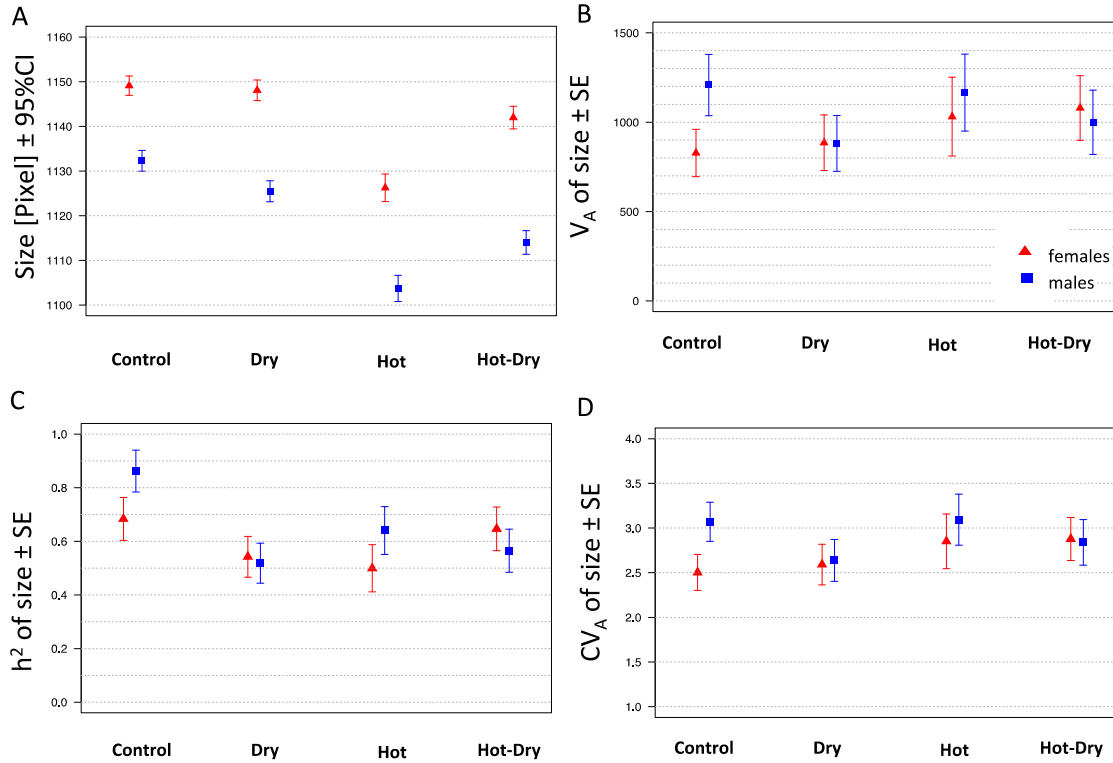 A
Size [Pixel] ± 95%CI
1160
1150
1140
1130
1120
1110
1100
Control Dry Hot Hot-Dry
B
V_A of size ± SE
1500
1000
500
0
females
males
Control Dry Hot Hot-Dry
C
h² of size ± SE
1.0
0.8
0.6
0.4
0.2
0.0
Control Dry Hot Hot-Dry
D
CV_A of size ± SE
4.0
3.5
3.0
2.5
2.0
1.5
1.0
Control Dry Hot Hot-Dry